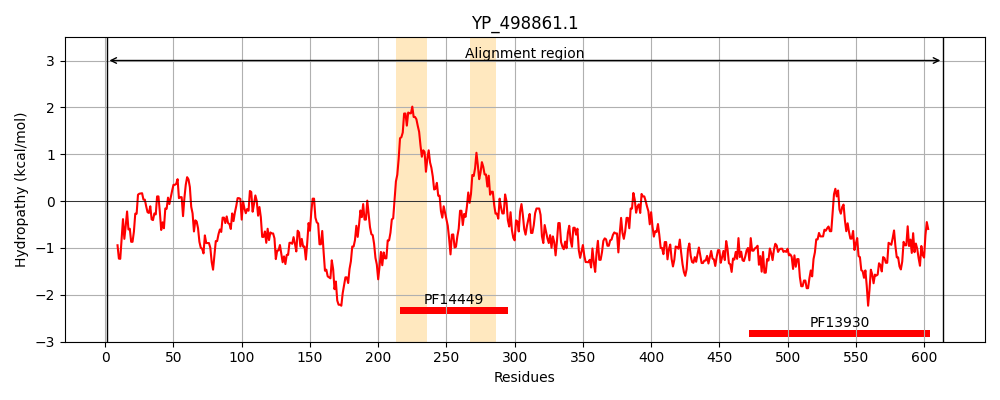 YP_498861.1
Hydropathy (kcal/mol)
3
2
1
0
−1
−2
−3
Alignment region
PF14449
PF13930
0 50 100 150 200 250 300 350 400 450 500 550 600
Residues